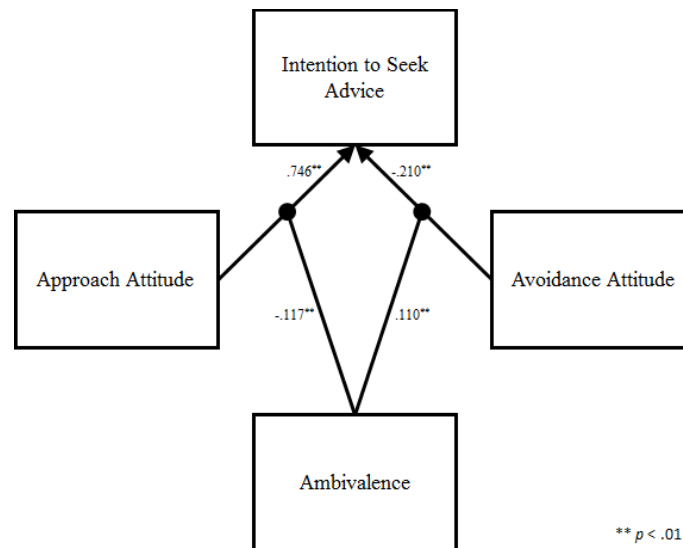 Intention to Seek
Advice
.746**
-.210**
Approach Attitude
Avoidance Attitude
-.117**
.110**
Ambivalence
** p < .01